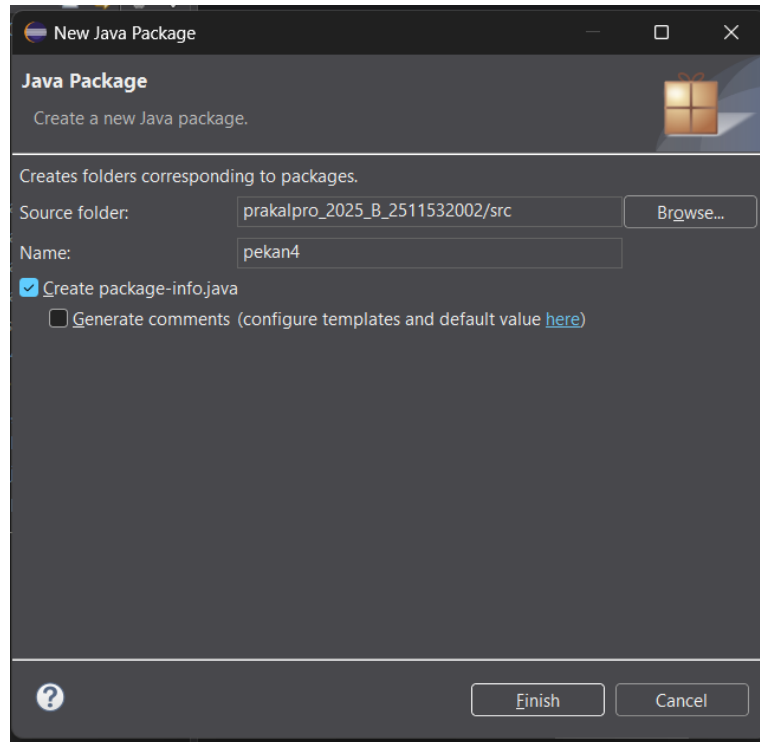 New Java Package
Java Package
Create a new Java package.
Creates folders corresponding to packages.
Source folder: prakalpro_2025_B_2511532002/src Browse...
Name: pekan4
Create package-info.java
Generate comments (configure templates and default value here)
? Finish Cancel